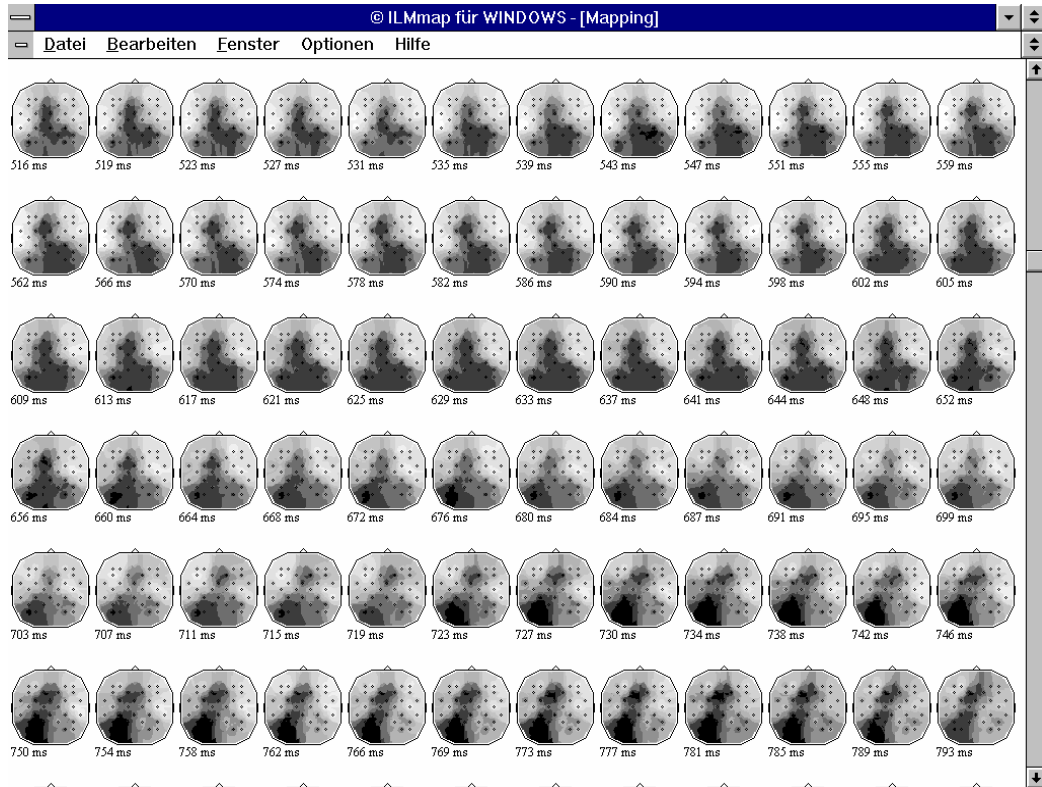 © ILMmap für WINDOWS - [Mapping]
Datei Bearbeiten Fenster Optionen Hilfe
516 ms 519 ms 523 ms 527 ms 531 ms 535 ms 539 ms 543 ms 547 ms 551 ms 555 ms 559 ms
562 ms 566 ms 570 ms 574 ms 578 ms 582 ms 586 ms 590 ms 594 ms 598 ms 602 ms 605 ms
609 ms 613 ms 617 ms 621 ms 625 ms 629 ms 633 ms 637 ms 641 ms 644 ms 648 ms 652 ms
656 ms 660 ms 664 ms 668 ms 672 ms 676 ms 680 ms 684 ms 687 ms 691 ms 695 ms 699 ms
703 ms 707 ms 711 ms 715 ms 719 ms 723 ms 727 ms 730 ms 734 ms 738 ms 742 ms 746 ms
750 ms 754 ms 758 ms 762 ms 766 ms 769 ms 773 ms 777 ms 781 ms 785 ms 789 ms 793 ms